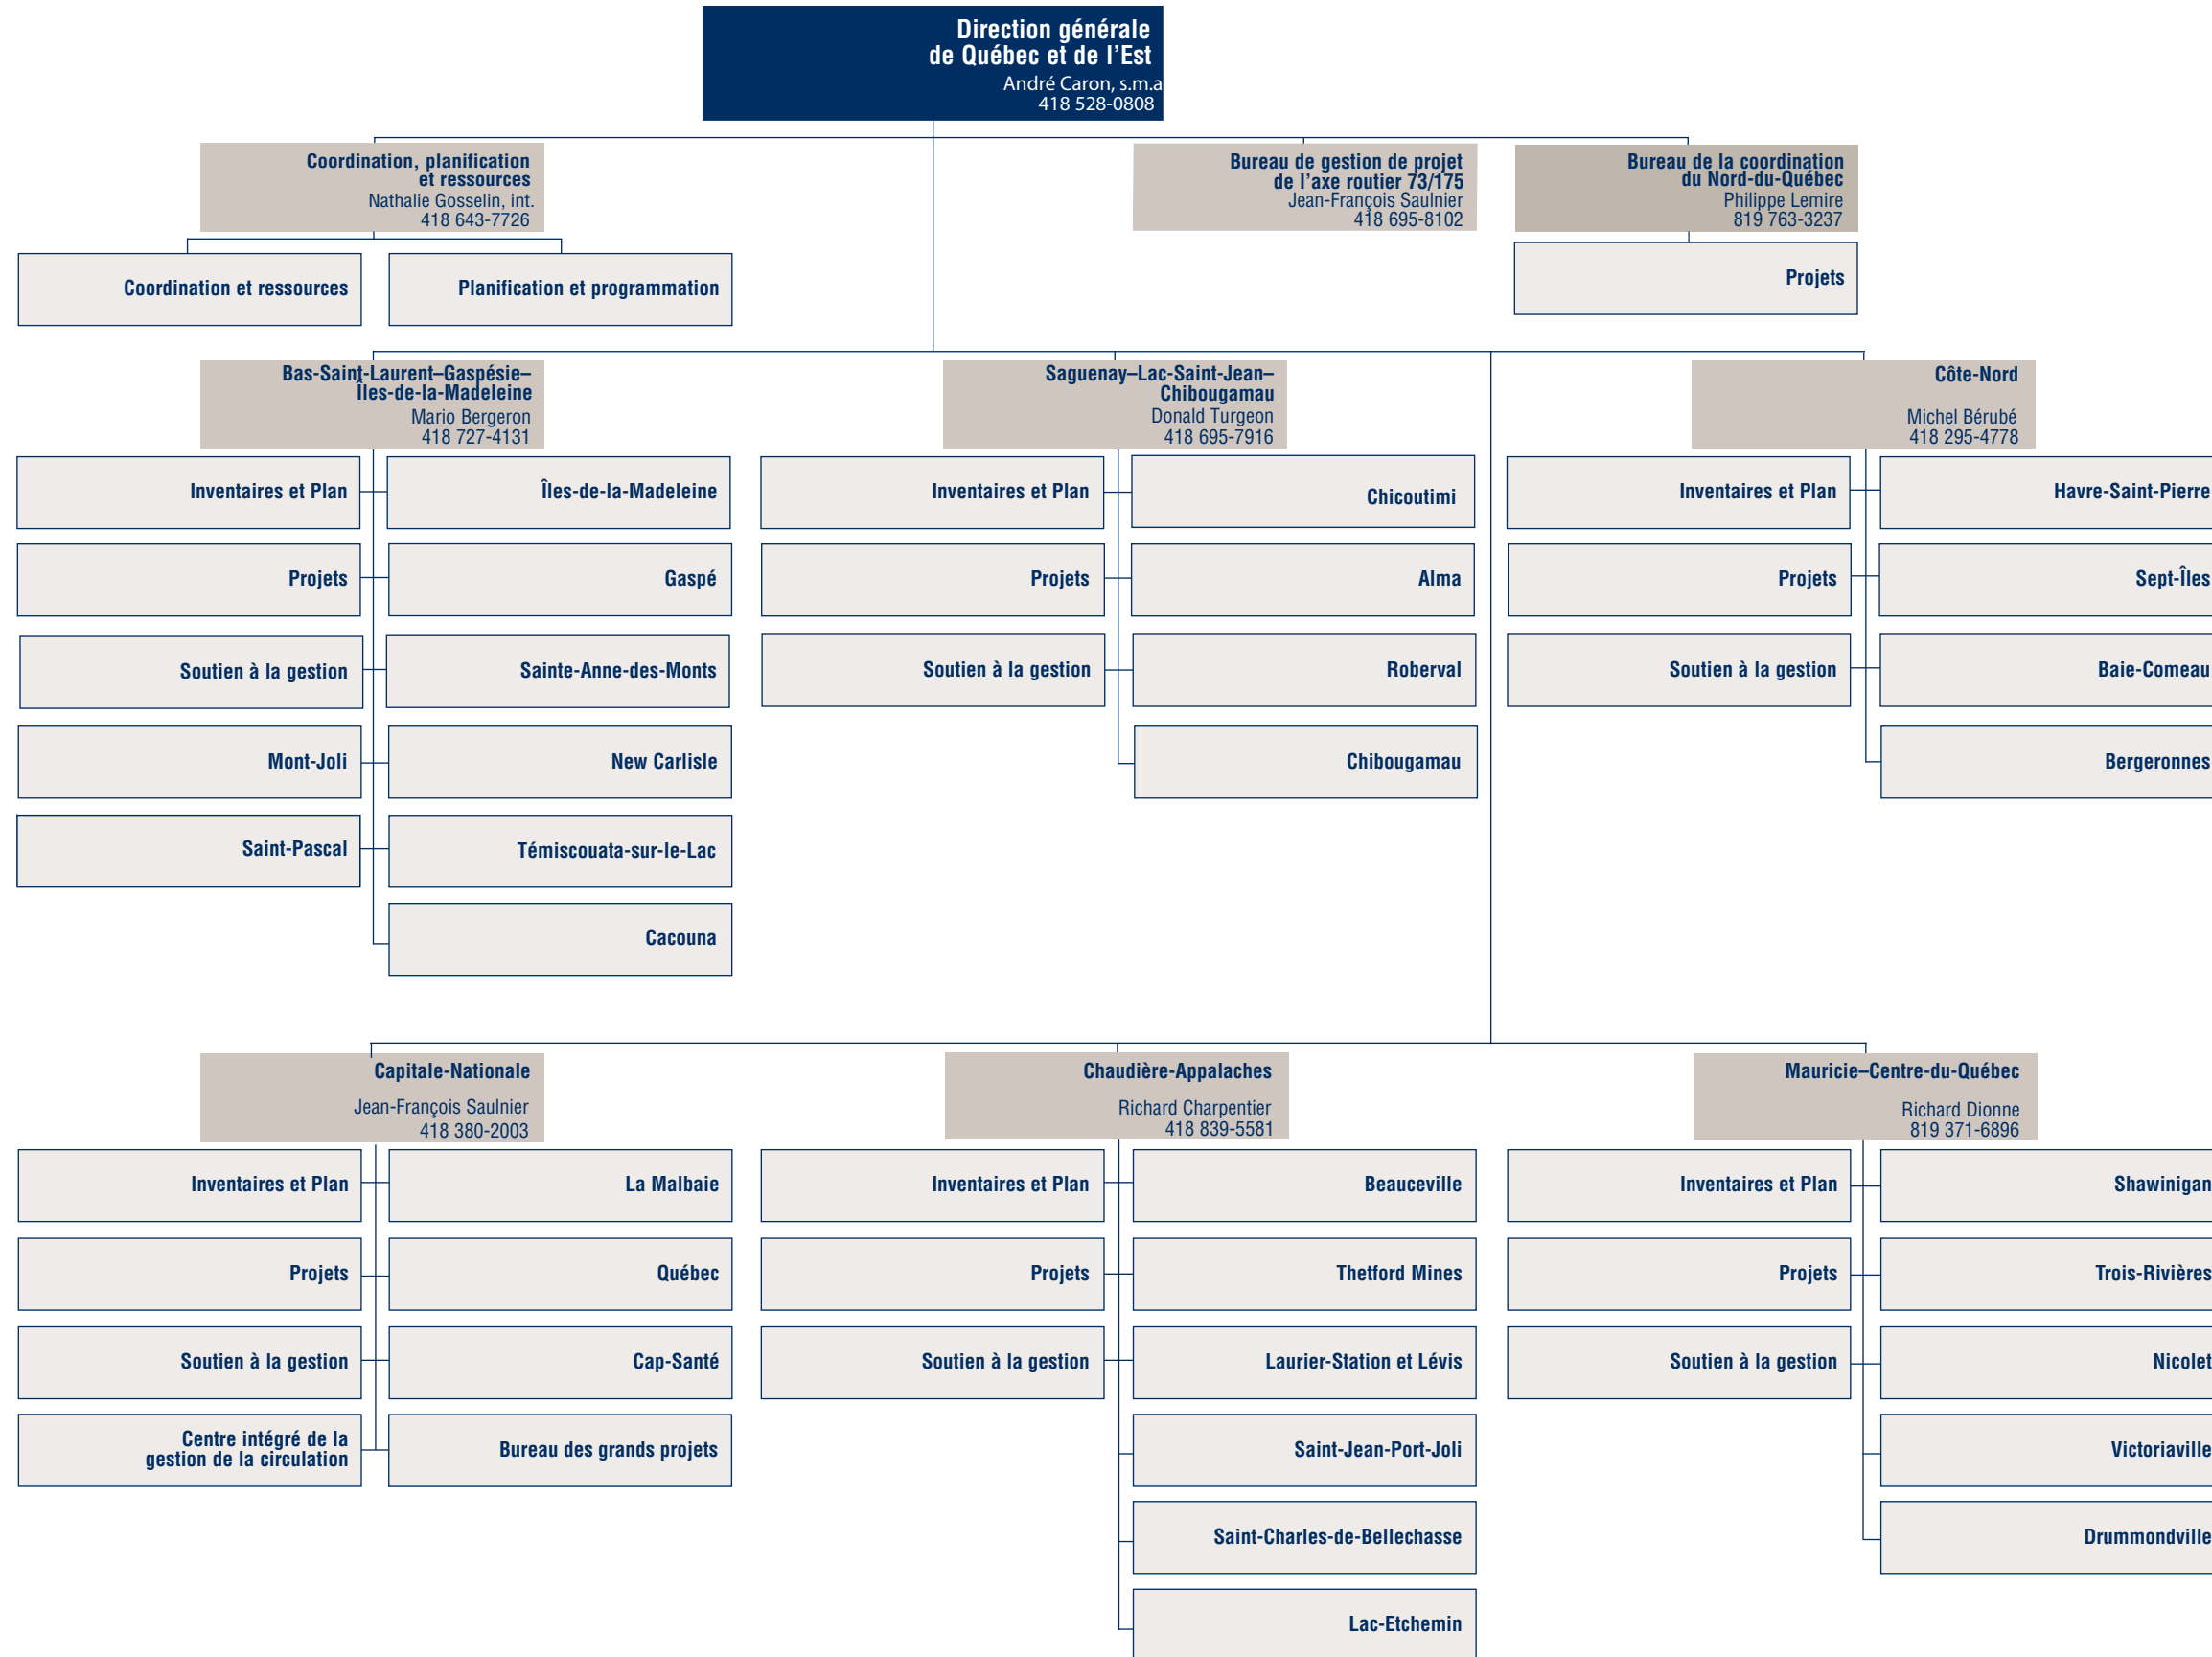 Direction générale
de Québec et de l'Est
André Caron, s.m.a
418 528-0808
Coordination, planification
et ressources
Nathalie Gosselin, int.
418 643-7726
Bureau de gestion de projet
de l'axe routier 73/175
Jean-François Saulnier
418 695-8102
Bureau de la coordination
du Nord-du-Québec
Philippe Lemire
819 763-3237
Coordination et ressources
Planification et programmation
Projets
Bas-Saint-Laurent–Gaspésie–
Îles-de-la-Madeleine
Mario Bergeron
418 727-4131
Inventaires et Plan
Îles-de-la-Madeleine
Projets
Gaspé
Soutien à la gestion
Sainte-Anne-des-Monts
Mont-Joli
New Carlisle
Saint-Pascal
Témiscouata-sur-le-Lac
Cacouna
Saguenay–Lac-Saint-Jean–
Chibougamau
Donald Turgeon
418 695-7916
Inventaires et Plan
Chicoutimi
Projets
Alma
Soutien à la gestion
Roberval
Chibougamau
Côte-Nord
Michel Bérubé
418 295-4778
Inventaires et Plan
Havre-Saint-Pierre
Projets
Sept-Îles
Soutien à la gestion
Baie-Comeau
Bergeronnes
Capitale-Nationale
Jean-François Saulnier
418 380-2003
Inventaires et Plan
La Malbaie
Projets
Québec
Soutien à la gestion
Cap-Santé
Centre intégré de la
gestion de la circulation
Bureau des grands projets
Chaudière-Appalaches
Richard Charpentier
418 839-5581
Inventaires et Plan
Beauceville
Projets
Thetford Mines
Soutien à la gestion
Laurier-Station et Lévis
Saint-Jean-Port-Joli
Saint-Charles-de-Bellechasse
Lac-Etchemin
Mauricie–Centre-du-Québec
Richard Dionne
819 371-6896
Inventaires et Plan
Shawinigan
Projets
Trois-Rivières
Soutien à la gestion
Nicolet
Victoriaville
Drummondville